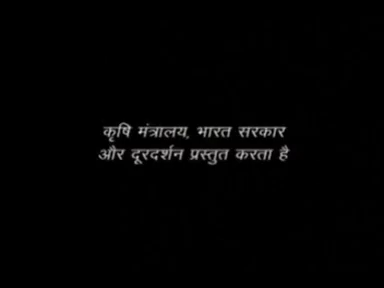 कृषि मंत्रालय, भारत सरकार
और दूरदर्शन प्रस्तुत करता है